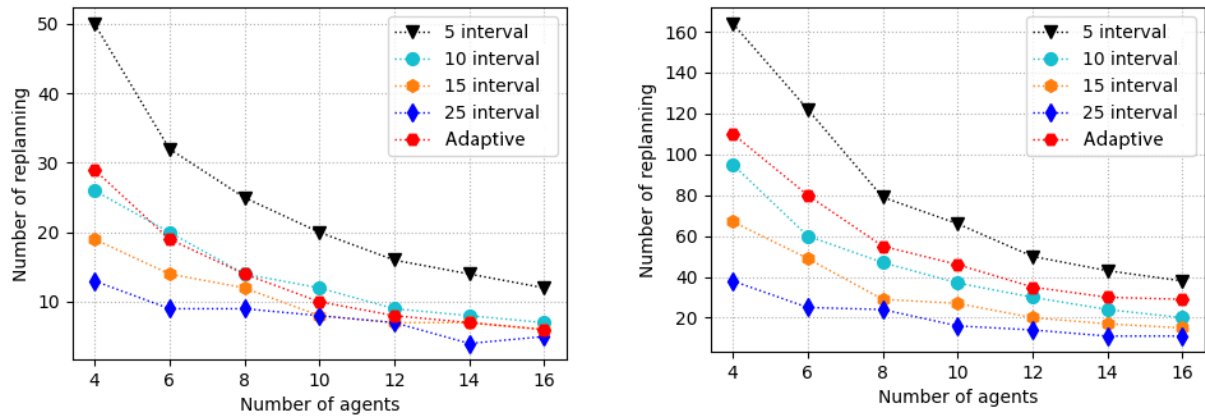 50
40
30
20
10
Number of replanning
5 interval
10 interval
15 interval
25 interval
Adaptive
4 6 8 10 12 14 16
Number of agents
160
140
120
100
80
60
40
20
Number of replanning
5 interval
10 interval
15 interval
25 interval
Adaptive
4 6 8 10 12 14 16
Number of agents